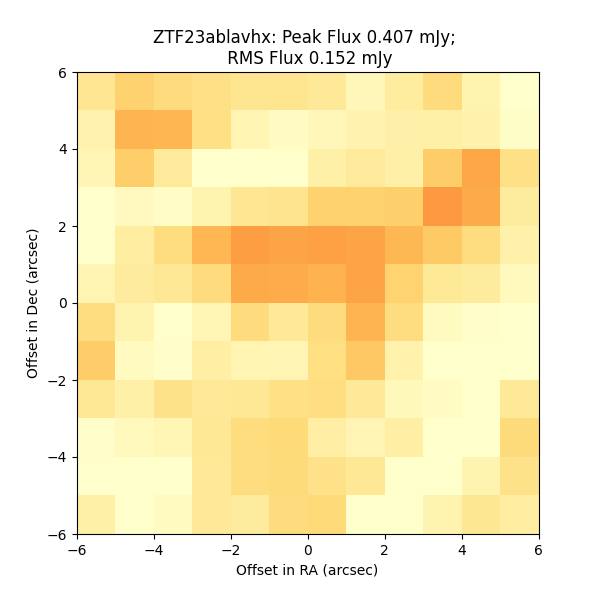 ZTF23ablavhx: Peak Flux 0.407 mJy;
RMS Flux 0.152 mJy
6
4
2
0
−2
−4
−6
Offset in Dec (arcsec)
−6 −4 −2 0 2 4 6
Offset in RA (arcsec)